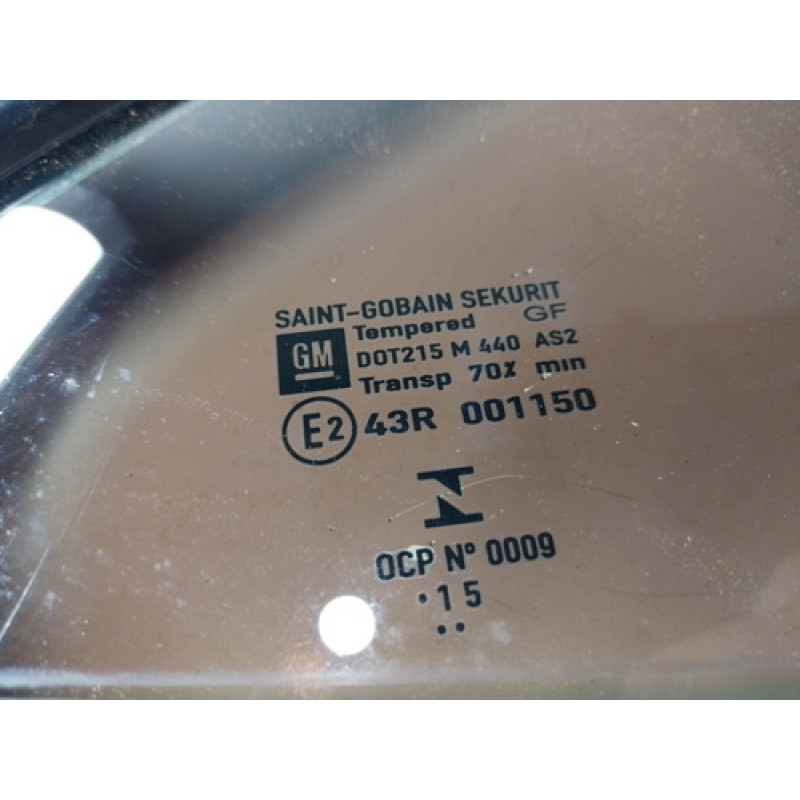 SAINT-GOBAIN SEKURIT
GM Tempered GF
DOT215 M 440 AS2
Transp 70% min
E2 43R 001150
OCP Nº 0009
.15
..